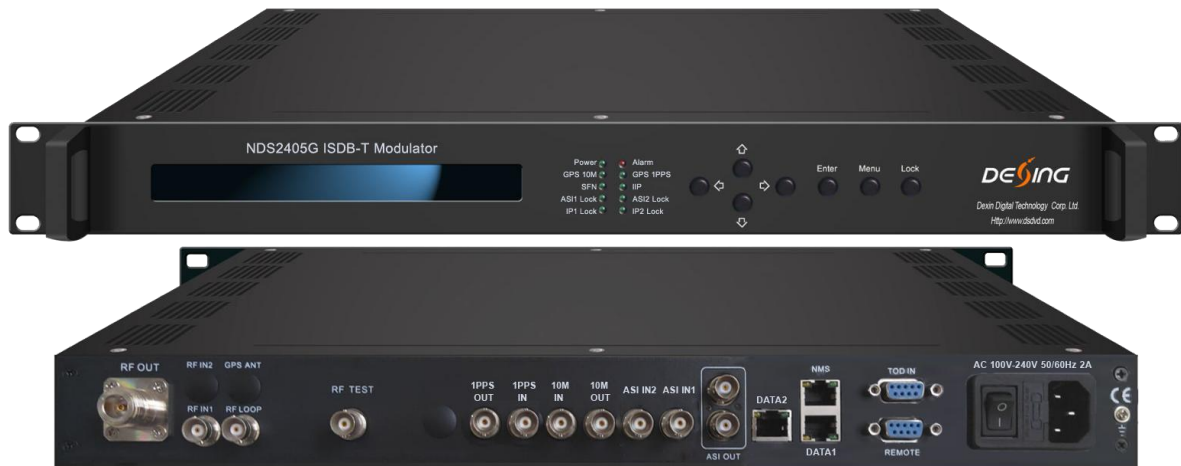 NDS2405G ISDB-T Modulator
Power Alarm
GPS 10M GPS 1PPS
SFN IIP
ASI1 Lock ASI2 Lock
IP1 Lock IP2 Lock
Enter Menu Lock
DEXING
Dexin Digital Technology Corp. Ltd.
Http://www.dsdvd.com
RF OUT
RF IN2 GPS ANT
RF IN1 RF LOOP
RF TEST
1PPS OUT
1PPS IN
10M IN
10M OUT
ASI IN2 ASI IN1
ASI OUT
DATA2
NMS
DATA1
TOD IN
REMOTE
AC 100V-240V 50/60Hz 2A
O
I
CE